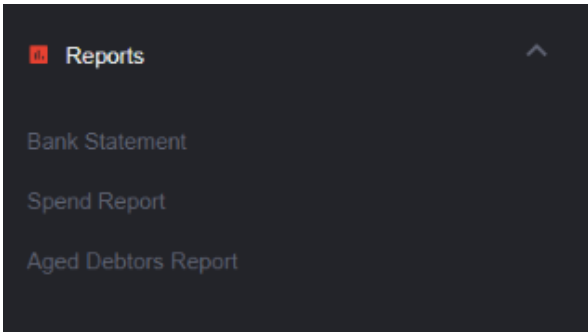 Reports
Bank Statement
Spend Report
Aged Debtors Report